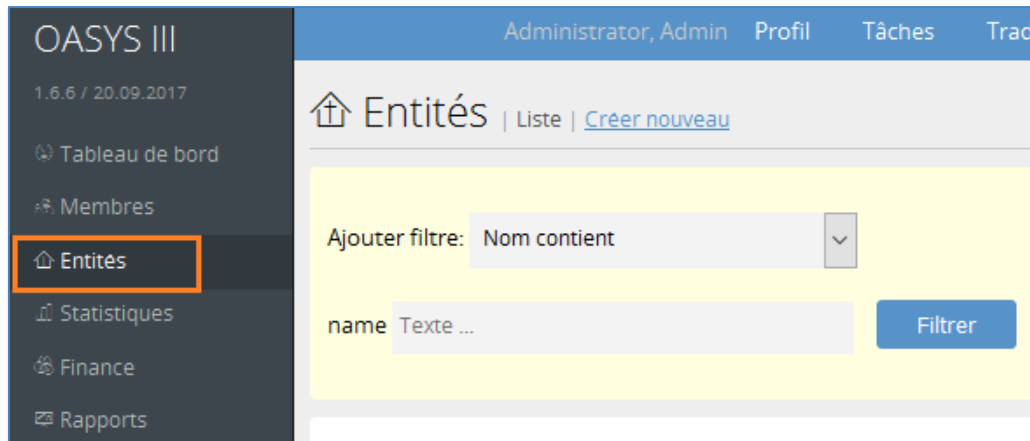 OASYS III
1.6.6 / 20.09.2017
Tableau de bord
Membres
Entités
Statistiques
Finance
Rapports
Administrator, Admin Profil Tâches Trad
Entités | Liste | Créer nouveau
Ajouter filtre: Nom contient
name Texte ... Filtrer